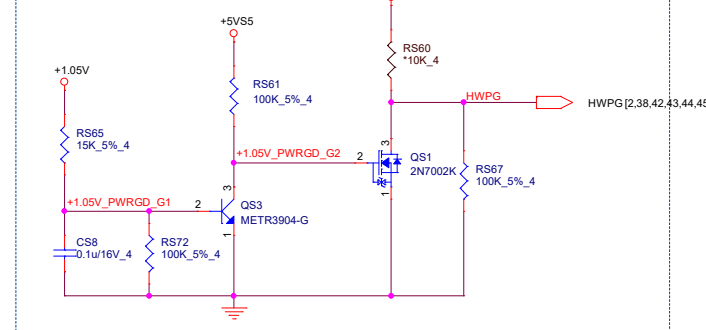 +5VS5
RS60
*10K_4
+1.05V
RS61
100K_5%_4
HWPG
HWPG [2,38,42,43,44,45
RS65
15K_5%_4
+1.05V_PWRGD_G2
2
3
QS1
2N7002K
1
RS67
100K_5%_4
+1.05V_PWRGD_G1
2
3
QS3
METR3904-G
1
CS8
0.1u/16V_4
RS72
100K_5%_4